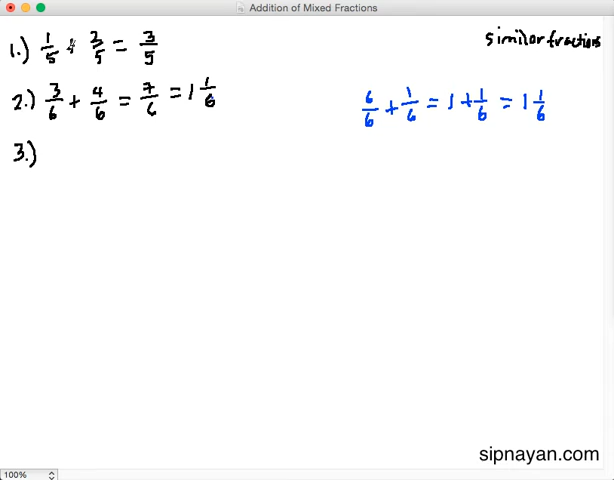 Addition of Mixed Fractions
similar fractions
1.) 1/5 + 2/5 = 3/5
2.) 3/6 + 4/6 = 7/6 = 1 1/6
6/6 + 1/6 = 1 + 1/6 = 1 1/6
3.)
sipnayan.com
100%